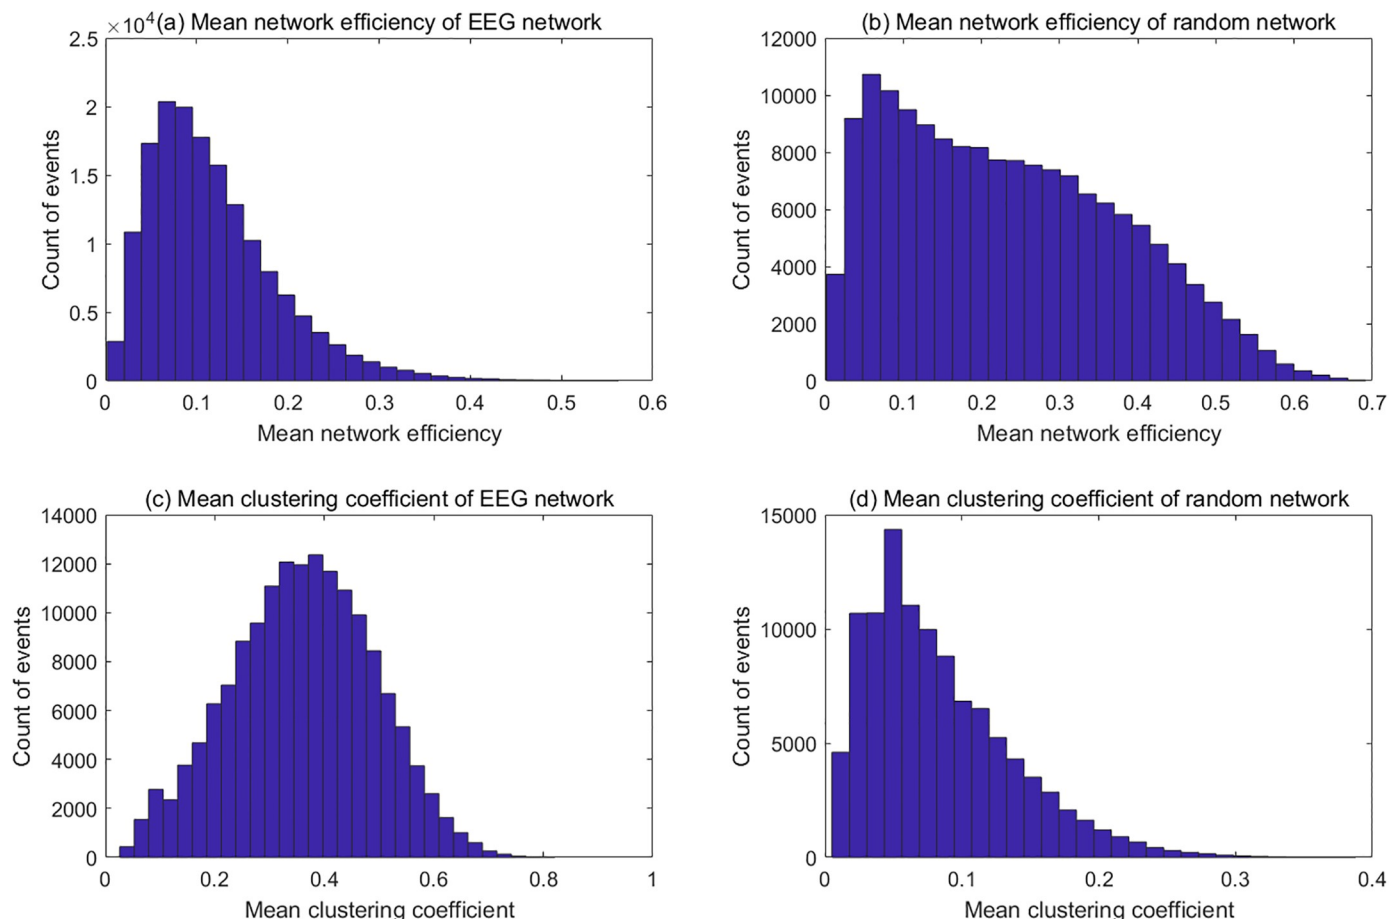 ×10⁴(a) Mean network efficiency of EEG network
2.5
2
1.5
1
0.5
0
Count of events
0 0.1 0.2 0.3 0.4 0.5 0.6
Mean network efficiency
(b) Mean network efficiency of random network
12000
10000
8000
6000
4000
2000
0
Count of events
0 0.1 0.2 0.3 0.4 0.5 0.6 0.7
Mean network efficiency
(c) Mean clustering coefficient of EEG network
14000
12000
10000
8000
6000
4000
2000
0
Count of events
0 0.2 0.4 0.6 0.8 1
Mean clustering coefficient
(d) Mean clustering coefficient of random network
15000
10000
5000
0
Count of events
0 0.1 0.2 0.3 0.4
Mean clustering coefficient